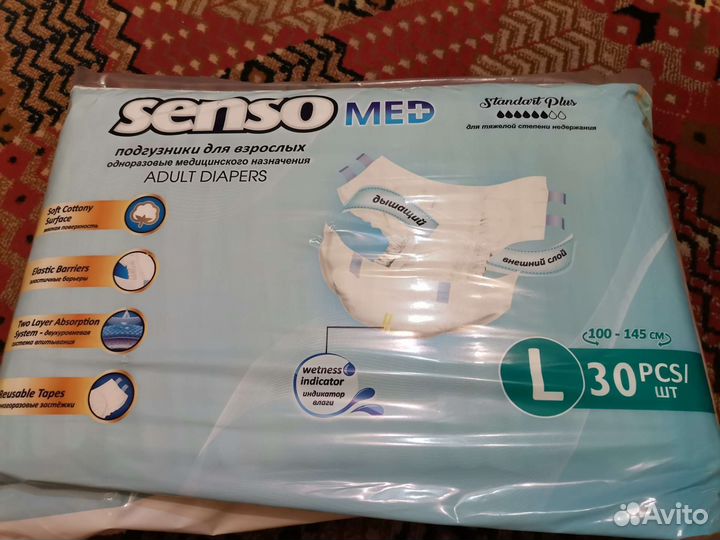 senso MED
Standart Plus
для тяжелой степени недержания
подгузники для взрослых
одноразовые медицинского назначения
ADULT DIAPERS
дышащий
внешний слой
Soft Cottony
Surface
мягкая поверхность
Elastic Barriers
эластичные барьеры
Two Layer Absorption
System - двухуровневая
система впитывания
Reusable Tapes
многоразовые застёжки
wetness
indicator
индикатор
влаги
100 - 145 см
L 30 PCS/
ШТ
Avito